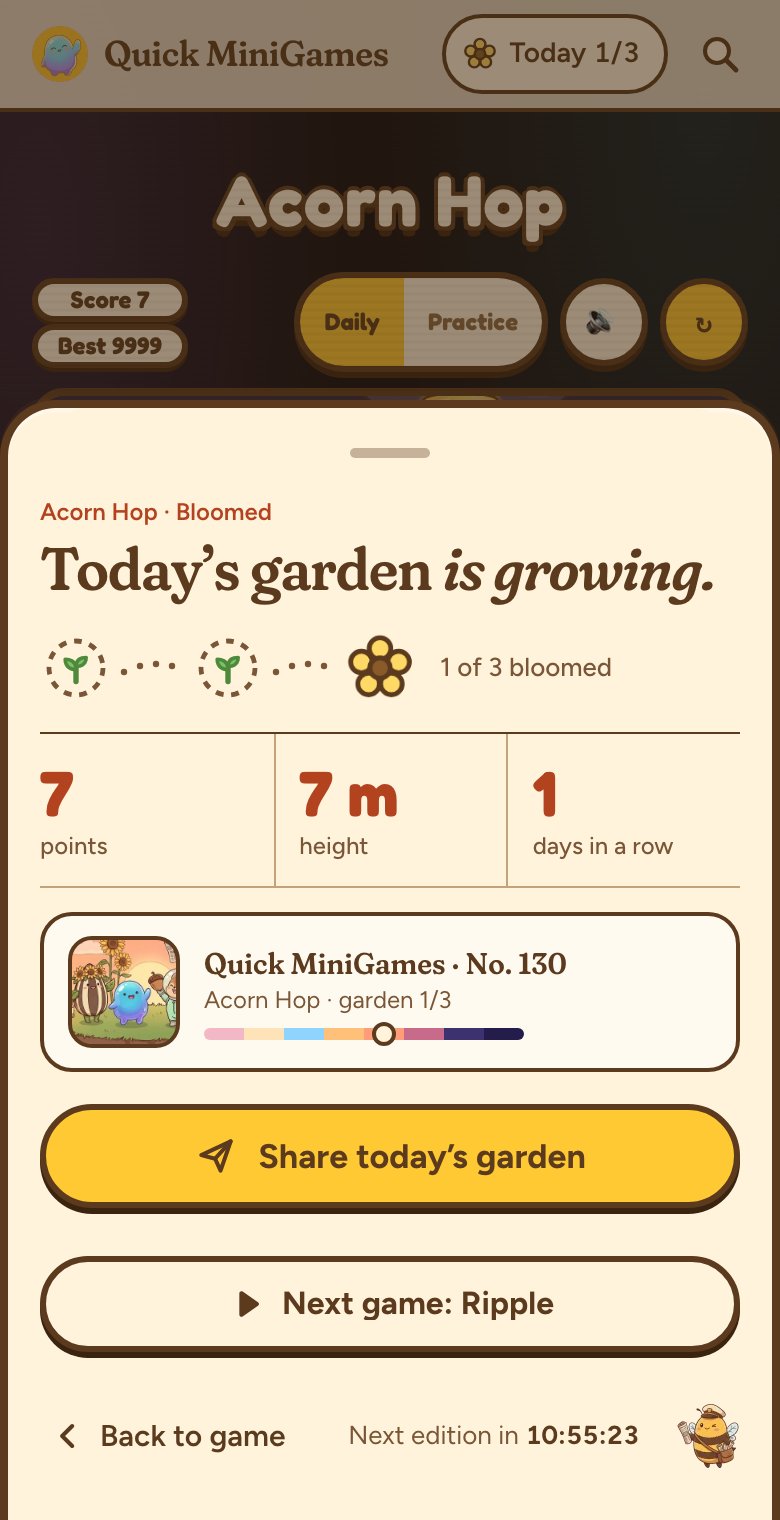 Quick MiniGames
Today 1/3
Acorn Hop
Score 7
Best 9999
Daily
Practice
Acorn Hop · Bloomed
Today’s garden is growing.
1 of 3 bloomed
7
points
7 m
height
1
days in a row
Quick MiniGames · No. 130
Acorn Hop · garden 1/3
Share today’s garden
Next game: Ripple
Back to game
Next edition in 10:55:23